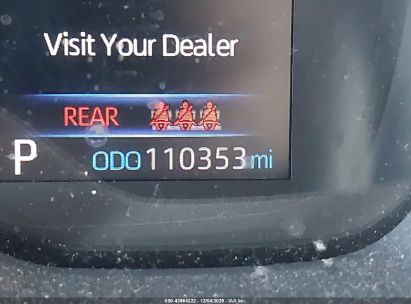 Visit Your Dealer
REAR
P ODO 110353 mi